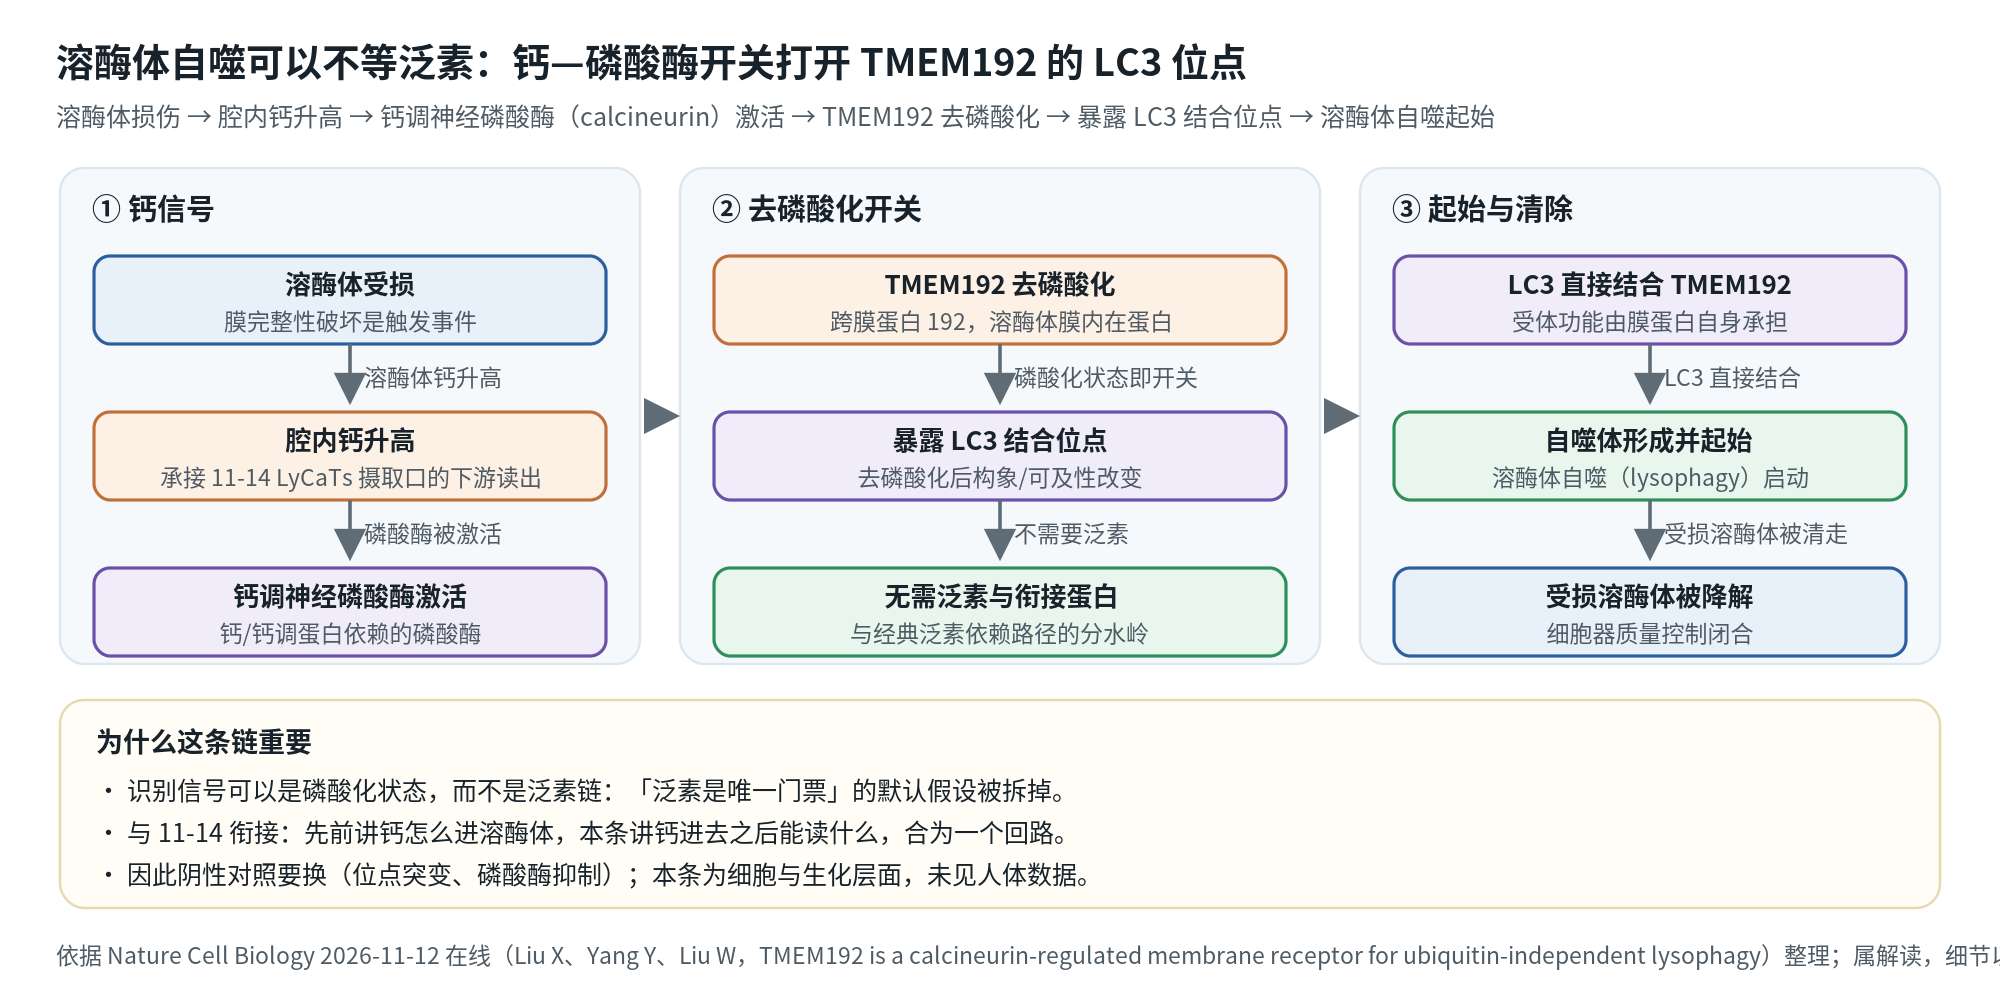 溶酶体自噬可以不等泛素：钙—磷酸酶开关打开 TMEM192 的 LC3 位点
溶酶体损伤 → 腔内钙升高 → 钙调神经磷酸酶（calcineurin）激活 → TMEM192 去磷酸化 → 暴露 LC3 结合位点 → 溶酶体自噬起始
① 钙信号
溶酶体受损
膜完整性破坏是触发事件
溶酶体钙升高
腔内钙升高
承接 11-14 LyCaTs 摄取口的下游读出
磷酸酶被激活
钙调神经磷酸酶激活
钙/钙调蛋白依赖的磷酸酶
② 去磷酸化开关
TMEM192 去磷酸化
跨膜蛋白 192，溶酶体膜内在蛋白
磷酸化状态即开关
暴露 LC3 结合位点
去磷酸化后构象/可及性改变
不需要泛素
无需泛素与衔接蛋白
与经典泛素依赖路径的分水岭
③ 起始与清除
LC3 直接结合 TMEM192
受体功能由膜蛋白自身承担
LC3 直接结合
自噬体形成并起始
溶酶体自噬（lysophagy）启动
受损溶酶体被清走
受损溶酶体被降解
细胞器质量控制闭合
为什么这条链重要
· 识别信号可以是磷酸化状态，而不是泛素链：「泛素是唯一门票」的默认假设被拆掉。
· 与 11-14 衔接：先前讲钙怎么进溶酶体，本条讲钙进去之后能读什么，合为一个回路。
· 因此阴性对照要换（位点突变、磷酸酶抑制）；本条为细胞与生化层面，未见人体数据。
依据 Nature Cell Biology 2026-11-12 在线（Liu X、Yang Y、Liu W，TMEM192 is a calcineurin-regulated membrane receptor for ubiquitin-independent lysophagy）整理；属解读，细节